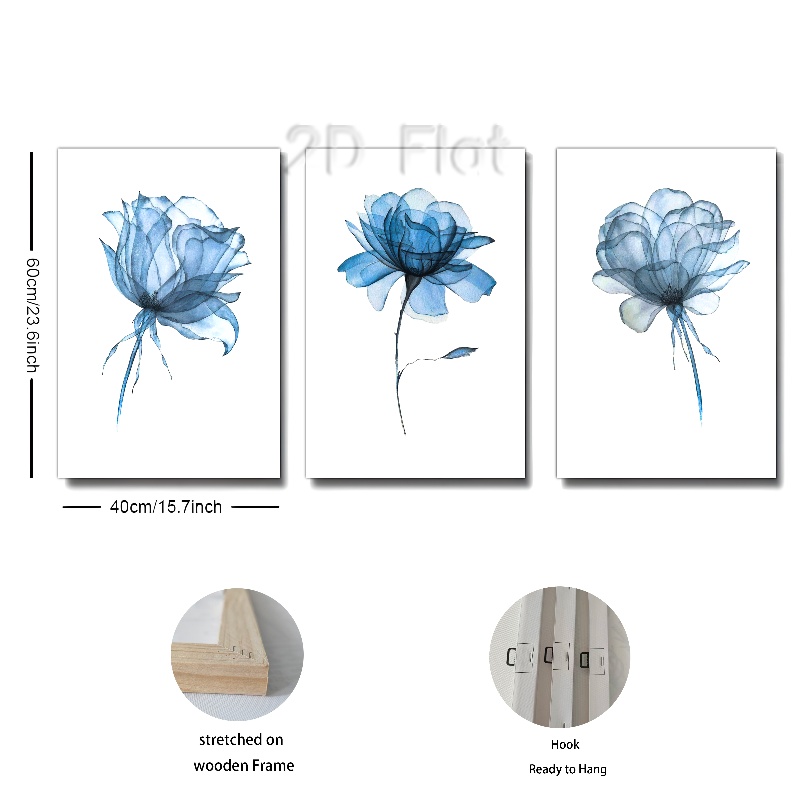 2D Flat
60cm/23.6inch
40cm/15.7inch
stretched on
wooden Frame
Hook
Ready to Hang